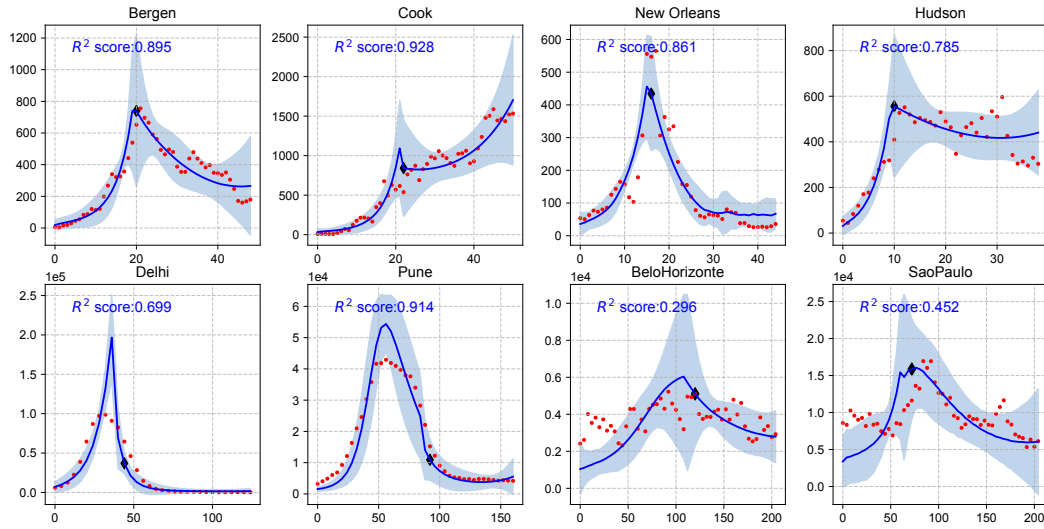 Bergen
Cook
New Orleans
Hudson
R² score:0.895
R² score:0.928
R² score:0.861
R² score:0.785
1200
1000
800
600
400
200
0
0 20 40
2500
2000
1500
1000
500
0
0 20 40
600
500
400
300
200
100
0
0 10 20 30 40
800
600
400
200
0
0 10 20 30
Delhi
Pune
BeloHorizonte
SaoPaulo
1e5
1e4
1e4
1e4
R² score:0.699
R² score:0.914
R² score:0.296
R² score:0.452
2.5
2.0
1.5
1.0
0.5
0.0
0 50 100
6
4
2
0
0 50 100 150
1.0
0.8
0.6
0.4
0.2
0.0
0 50 100 150 200
2.5
2.0
1.5
1.0
0.5
0.0
0 50 100 150 200